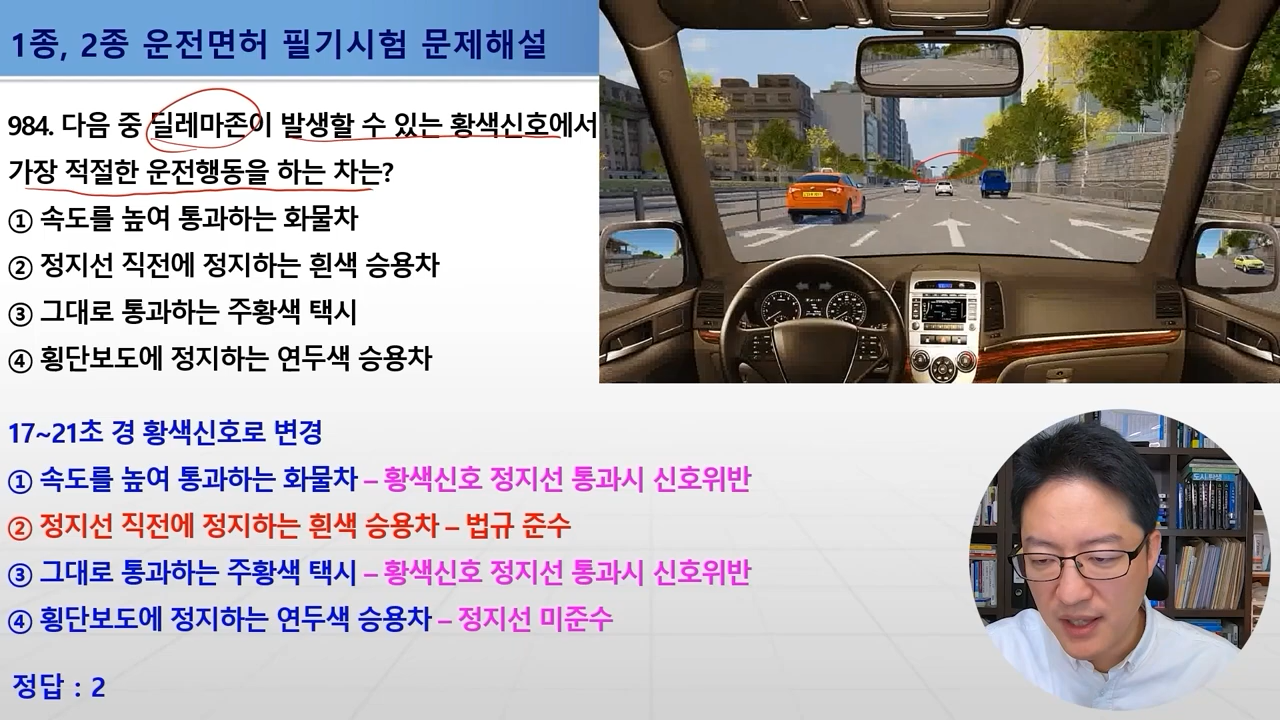 1종, 2종 운전면허 필기시험 문제해설
984. 다음 중 딜레마존이 발생할 수 있는 황색신호에서
가장 적절한 운전행동을 하는 차는?
① 속도를 높여 통과하는 화물차
② 정지선 직전에 정지하는 흰색 승용차
③ 그대로 통과하는 주황색 택시
④ 횡단보도에 정지하는 연두색 승용차
17~21초 경 황색신호로 변경
① 속도를 높여 통과하는 화물차 – 황색신호 정지선 통과시 신호위반
② 정지선 직전에 정지하는 흰색 승용차 – 법규 준수
③ 그대로 통과하는 주황색 택시 – 황색신호 정지선 통과시 신호위반
④ 횡단보도에 정지하는 연두색 승용차 – 정지선 미준수
정답 : 2